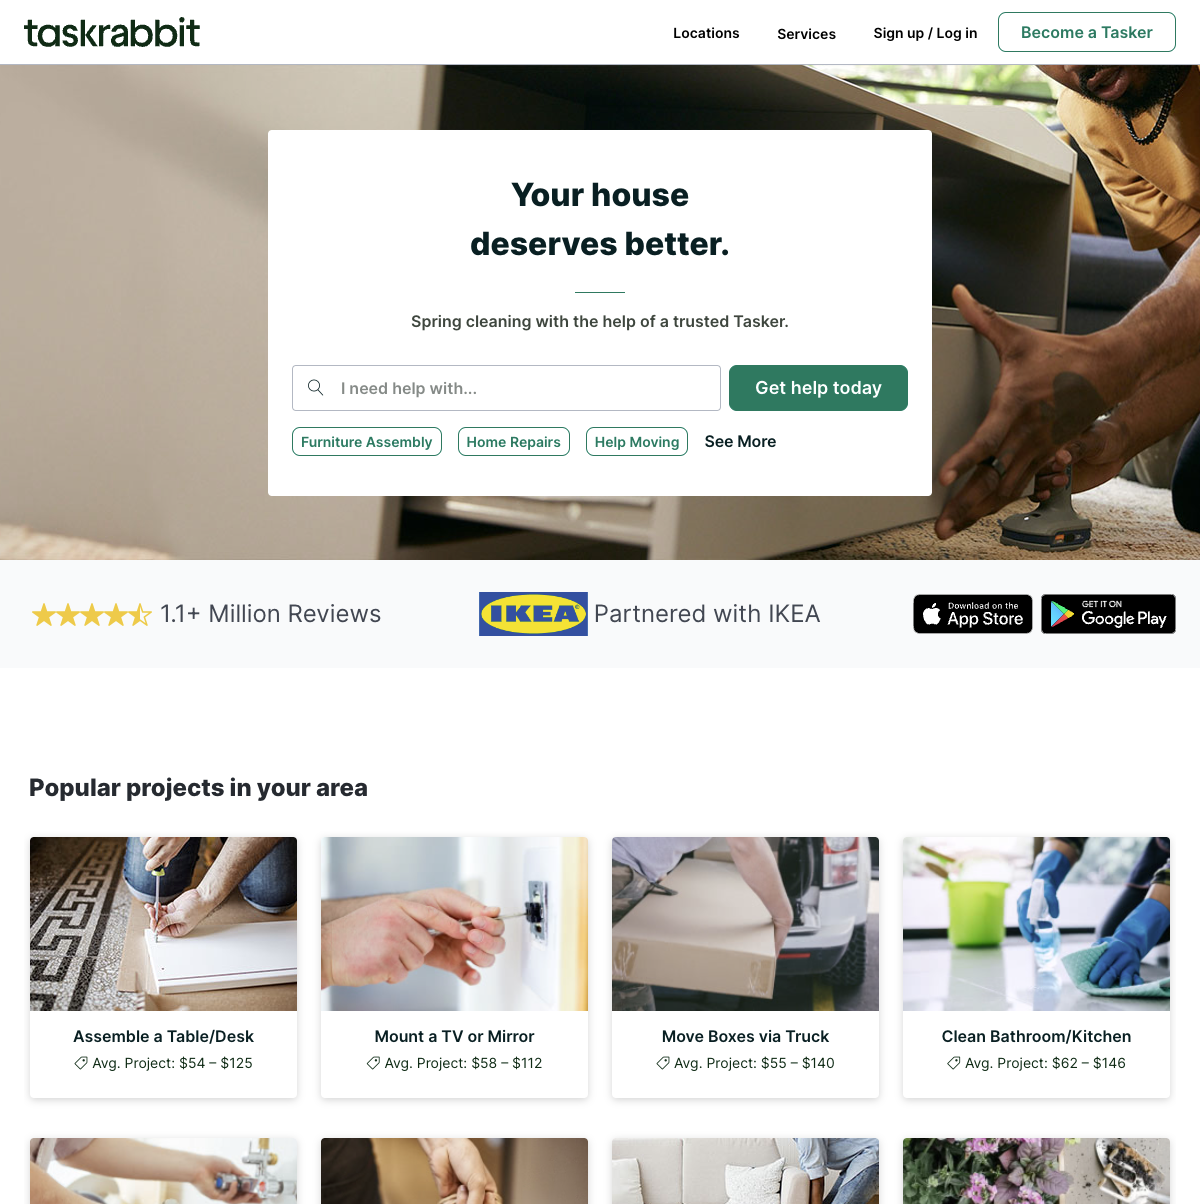 taskrabbit
Locations
Services
Sign up / Log in
Become a Tasker
Your house
deserves better.
Spring cleaning with the help of a trusted Tasker.
I need help with...
Get help today
Furniture Assembly
Home Repairs
Help Moving
See More
1.1+ Million Reviews
IKEA
Partnered with IKEA
Download on the
App Store
GET IT ON
Google Play
Popular projects in your area
Assemble a Table/Desk
Avg. Project: $54 – $125
Mount a TV or Mirror
Avg. Project: $58 – $112
Move Boxes via Truck
Avg. Project: $55 – $140
Clean Bathroom/Kitchen
Avg. Project: $62 – $146